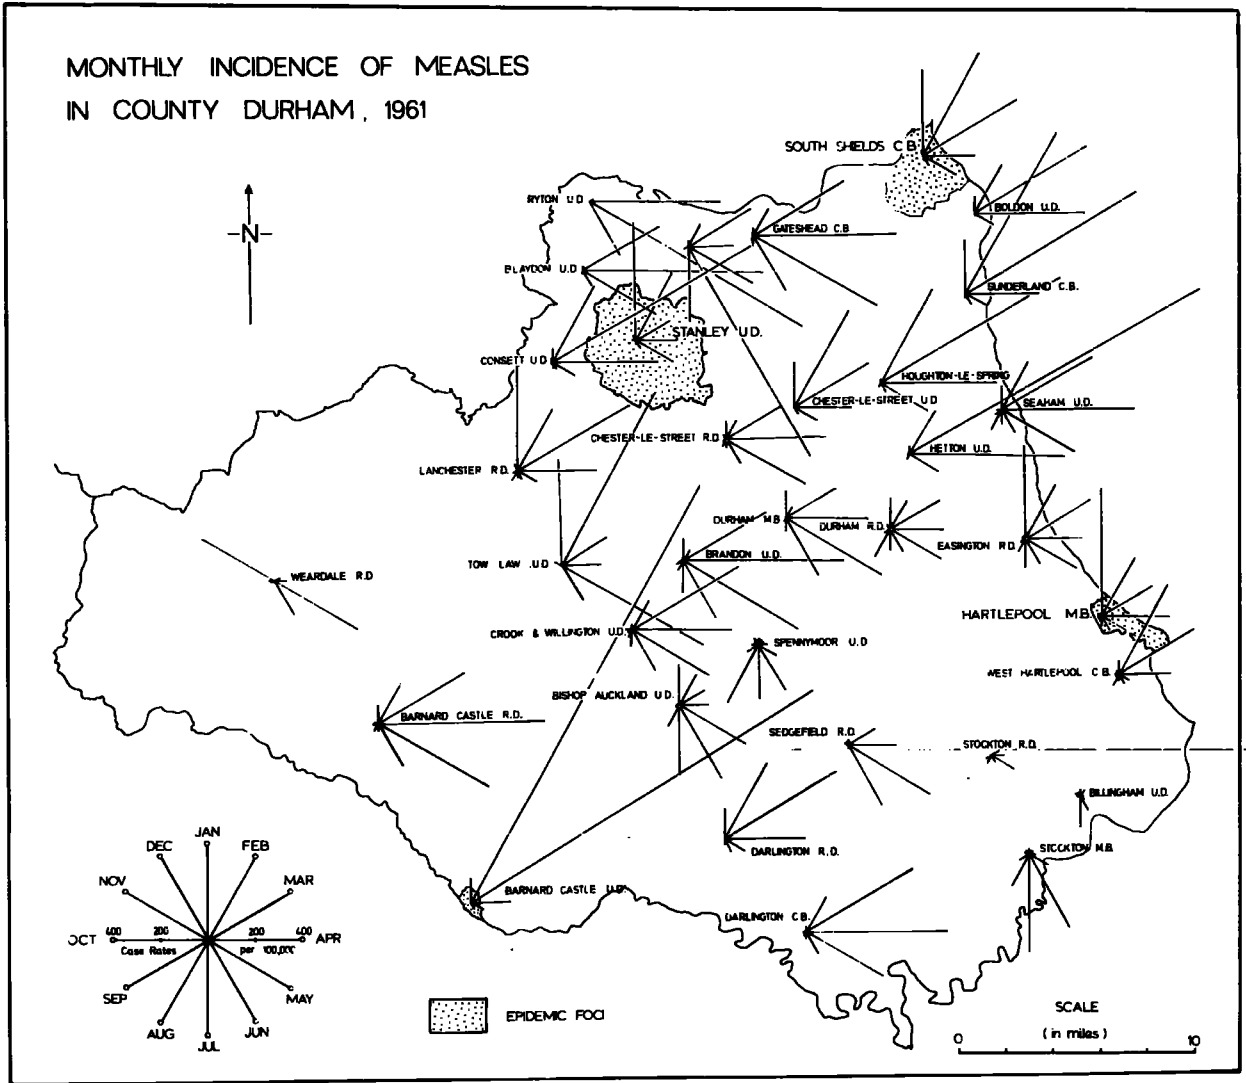 MONTHLY INCIDENCE OF MEASLES
IN COUNTY DURHAM, 1961
SOUTH SHIELDS C.B.
RYTON U.D.
BOLDON U.D.
-N-
GATESHEAD C.B.
BLAYDON U.D.
SUNDERLAND C.B.
STANLEY U.D.
CONSETT U.D.
HOUGHTON-LE-SPRING
CHESTER-LE-STREET U.D.
SEAHAM U.D.
CHESTER-LE-STREET R.D.
HETTON U.D.
LANCHESTER R.D.
DURHAM M.B.
DURHAM R.D.
EASINGTON R.D.
BRANDON U.D.
TOW LAW U.D.
WEARDALE R.D.
HARTLEPOOL M.B.
CROOK & WILLINGTON U.D.
SPENNYMOOR U.D.
WEST HARTLEPOOL C.B.
BISHOP AUCKLAND U.D.
BARNARD CASTLE R.D.
SEDGEFIELD R.D.
STOCKTON R.D.
BILLINGHAM U.D.
STOCKTON M.B.
DARLINGTON R.D.
BARNARD CASTLE U.D.
DARLINGTON C.B.
JAN
DEC FEB
NOV MAR
OCT 400 200 200 400 APR
Case Rates per 100,000
SEP MAY
AUG JUN
JUL
EPIDEMIC FOCI
SCALE
(in miles)
0 10